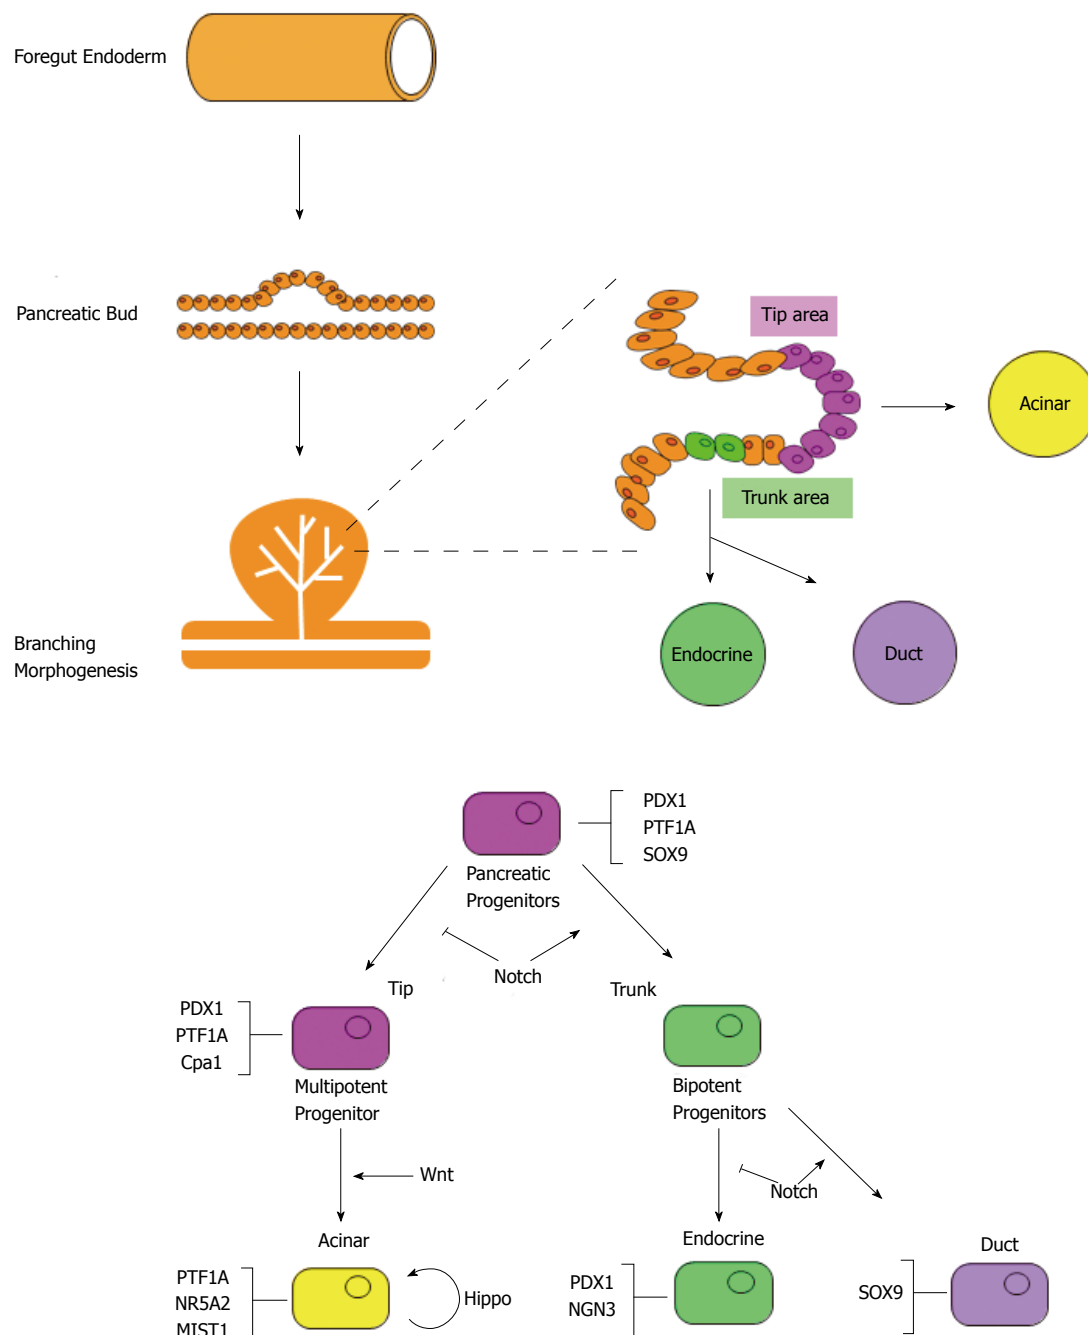 Foregut Endoderm
Pancreatic Bud
Tip area
Acinar
Trunk area
Branching
Morphogenesis
Endocrine
Duct
PDX1
PTF1A
SOX9
Pancreatic
Progenitors
Notch
Tip
Trunk
PDX1
PTF1A
Cpa1
Multipotent
Progenitor
Bipotent
Progenitors
Wnt
Notch
Acinar
Endocrine
Duct
PTF1A
NR5A2
MIST1
Hippo
PDX1
NGN3
SOX9